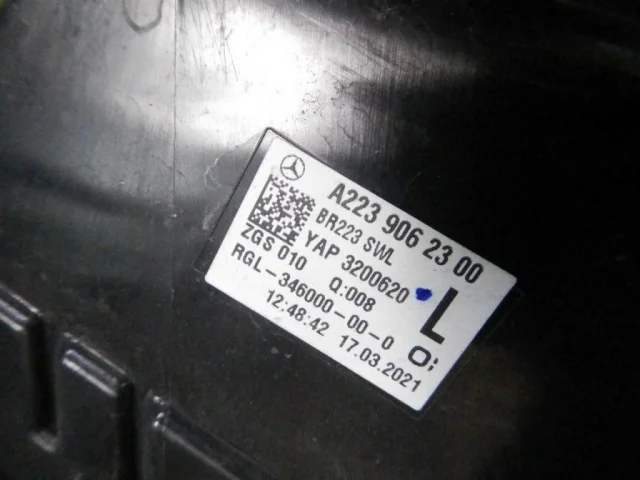 A223 906 23 00
BR223 SWL
YAP 3200620
ZGS 010 Q:008
RGL-346000-00-0
12:48:42 17.03.2021
L
O;